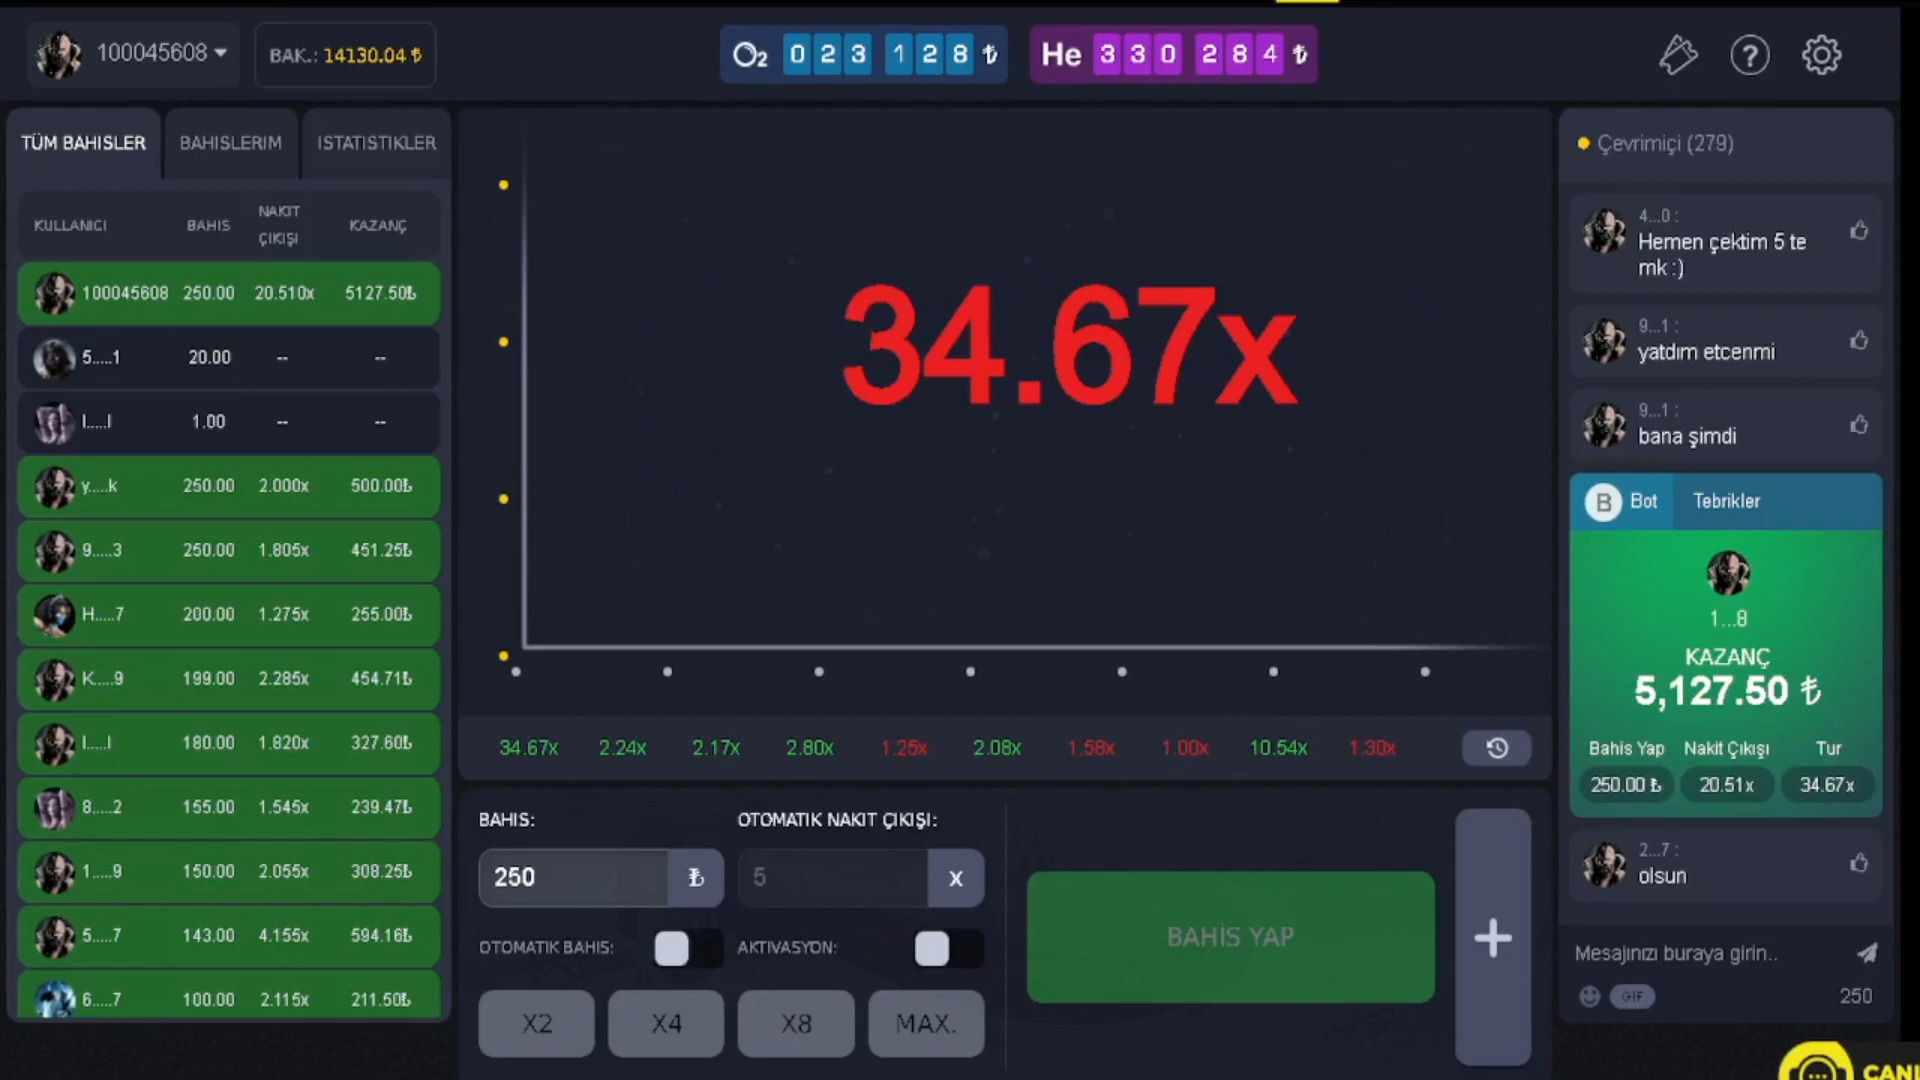 100045608
BAK.: 14130.04 ₺
O₂ 023 128 ₺
He 330 284 ₺
?
TÜM BAHISLER
BAHISLERIM
ISTATISTIKLER
KULLANICI BAHIS NAKIT ÇIKIŞI KAZANÇ
100045608 250.00 20.510x 5127.50₺
5.....1 20.00 -- --
I.....I 1.00 -- --
y.....k 250.00 2.000x 500.00₺
9.....3 250.00 1.805x 451.25₺
H.....7 200.00 1.275x 255.00₺
K.....9 199.00 2.285x 454.71₺
I.....I 180.00 1.820x 327.60₺
8.....2 155.00 1.545x 239.47₺
1.....9 150.00 2.055x 308.25₺
5.....7 143.00 4.155x 594.16₺
6.....7 100.00 2.115x 211.50₺
34.67x
34.67x 2.24x 2.17x 2.80x 1.25x 2.08x 1.58x 1.00x 10.54x 1.30x
BAHIS:
OTOMATIK NAKIT ÇIKIŞI:
250 ₺
5 x
OTOMATIK BAHIS:
AKTIVASYON:
X2 X4 X8 MAX.
BAHİS YAP
+
Çevrimiçi (279)
4...0 :
Hemen çektim 5 te
mk :)
9...1 :
yatdım etcenmi
9...1 :
bana şimdi
B Bot Tebrikler
1...8
KAZANÇ
5,127.50 ₺
Bahis Yap Nakit Çıkışı Tur
250.00 ₺ 20.51x 34.67x
2...7 :
olsun
Mesajınızı buraya girin..
GIF
250
CANL